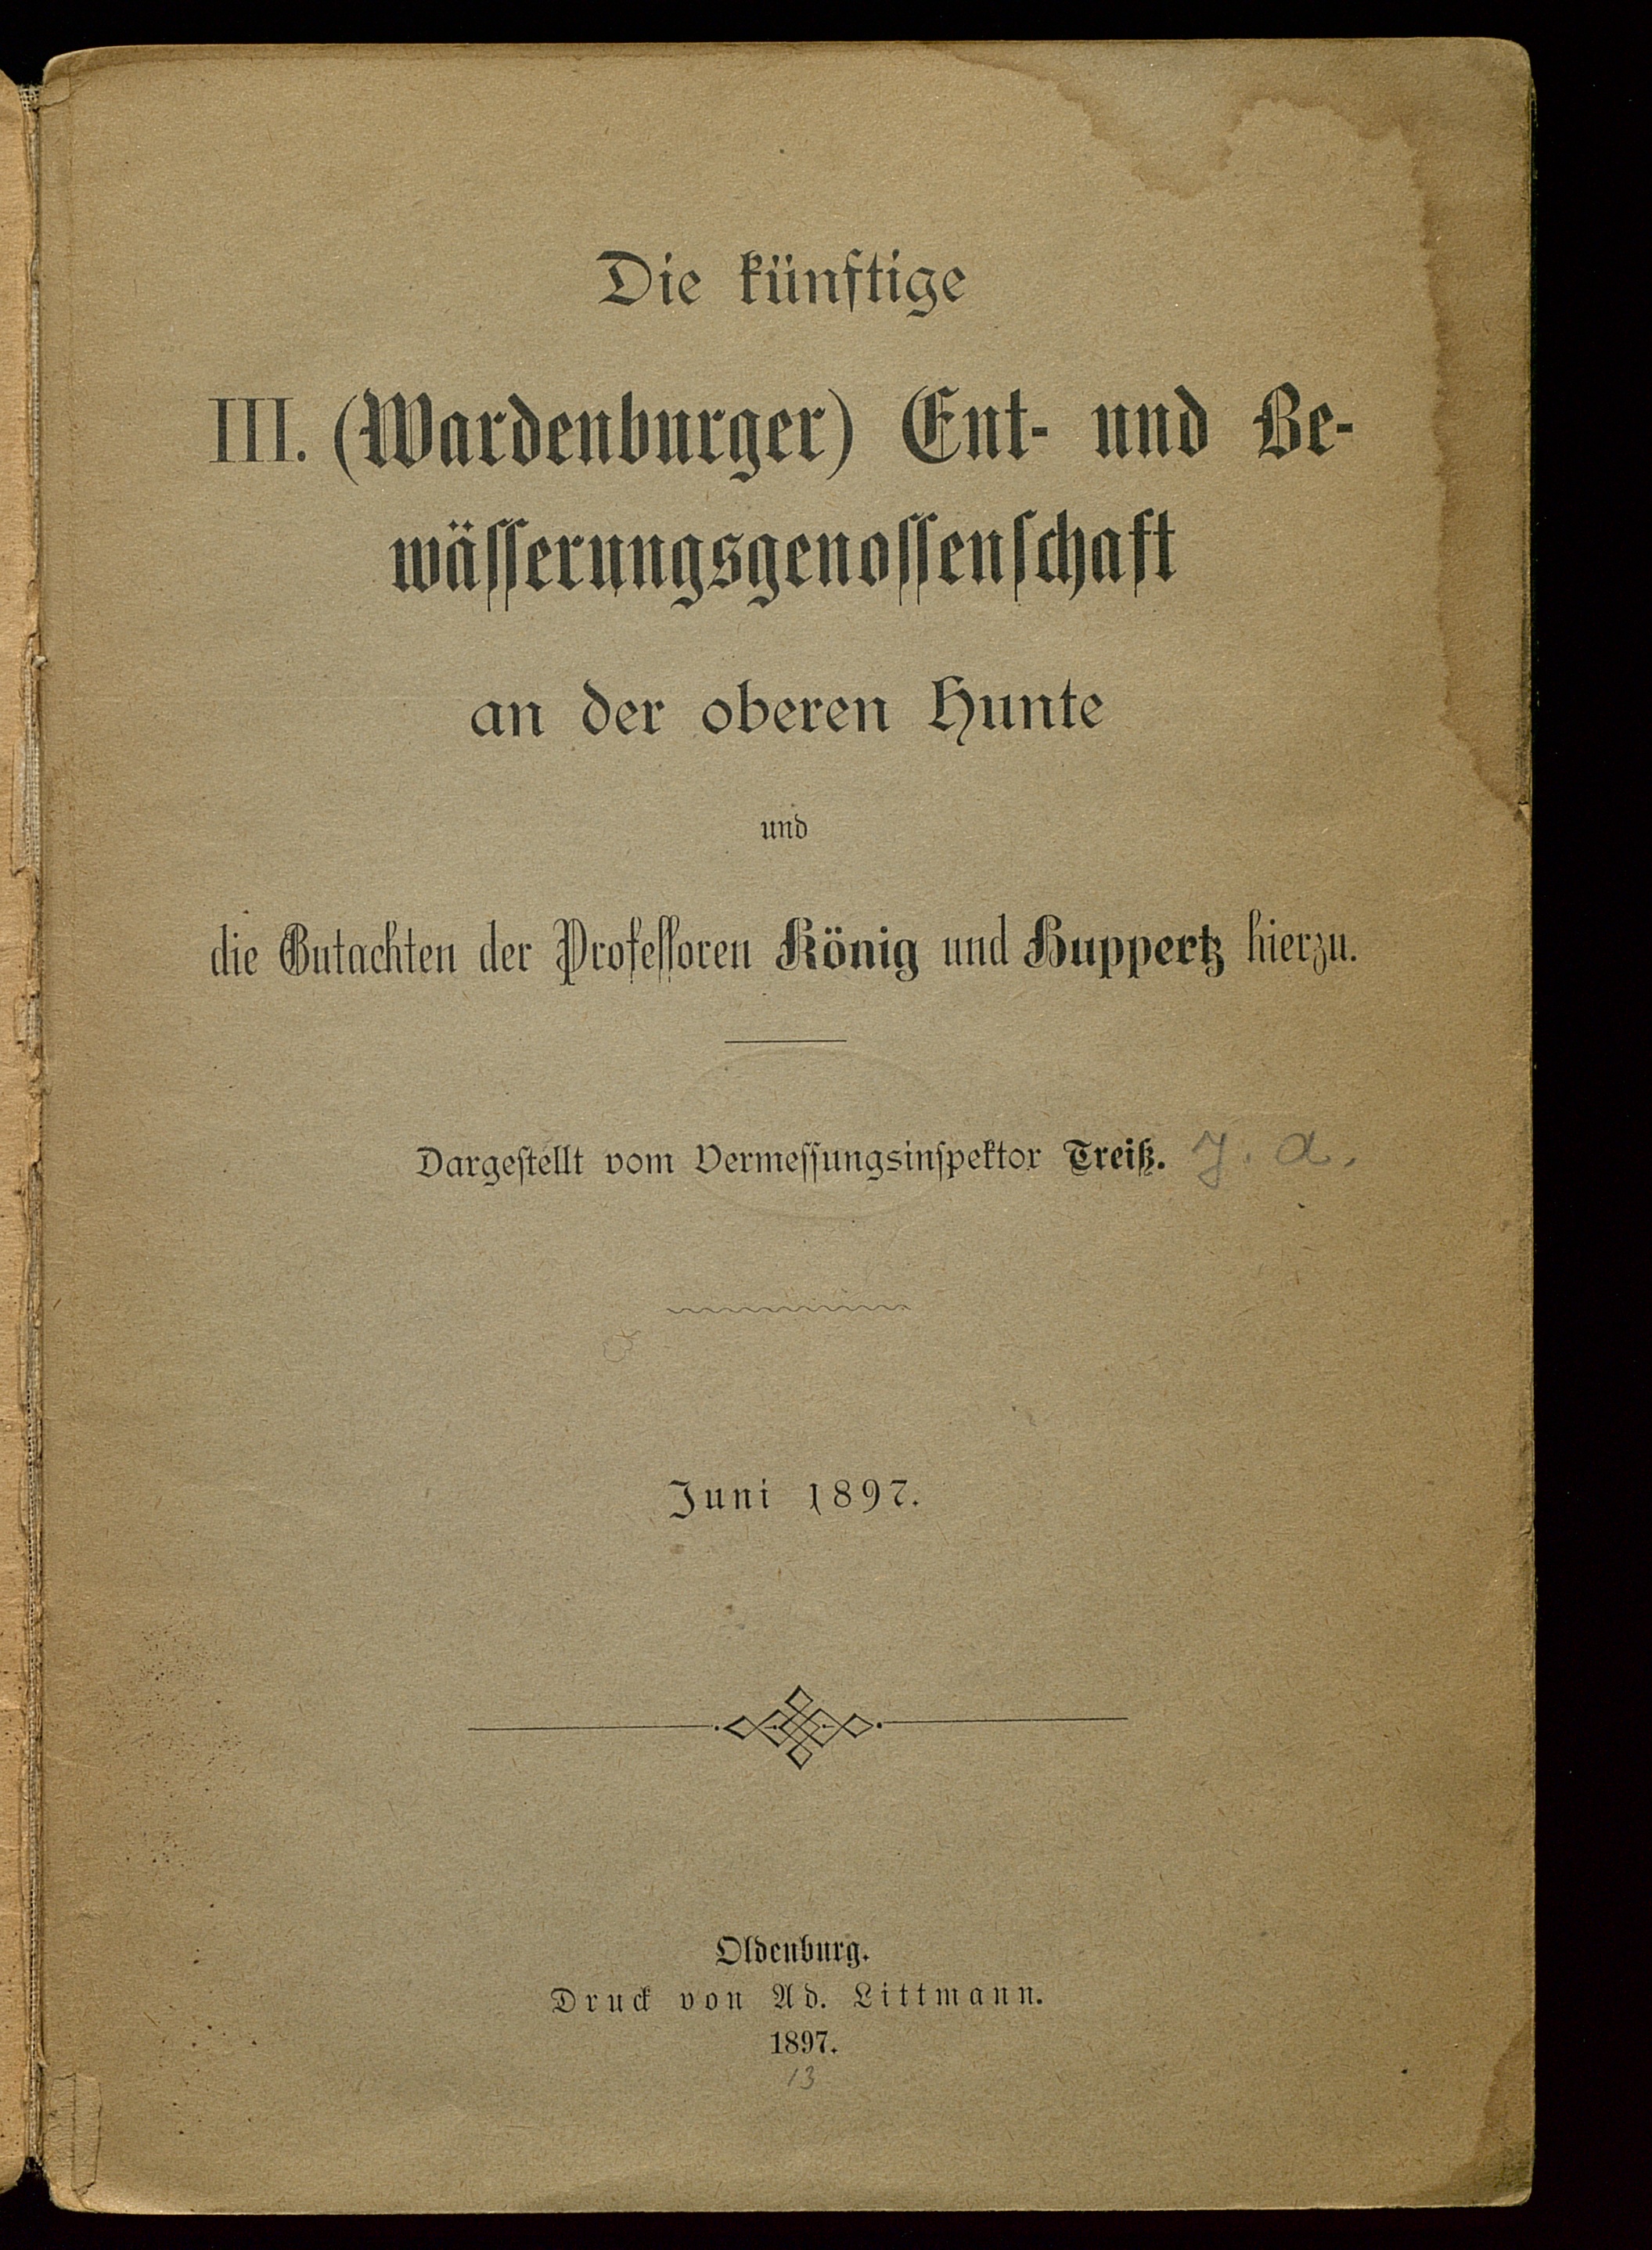 Die künftige
III. (Wardenburger) Ent- und Be-
wäſſerungsgenoſſenſchaft
an der oberen Hunte
und
die Gutachten der Profeſſoren König und Huppertz hierzu.
Dargeſtellt vom Vermeſſungsinſpektor Treiß. J. A.
Juni 1897.
Oldenburg.
Druck von Ad. Littmann.
1897.
13